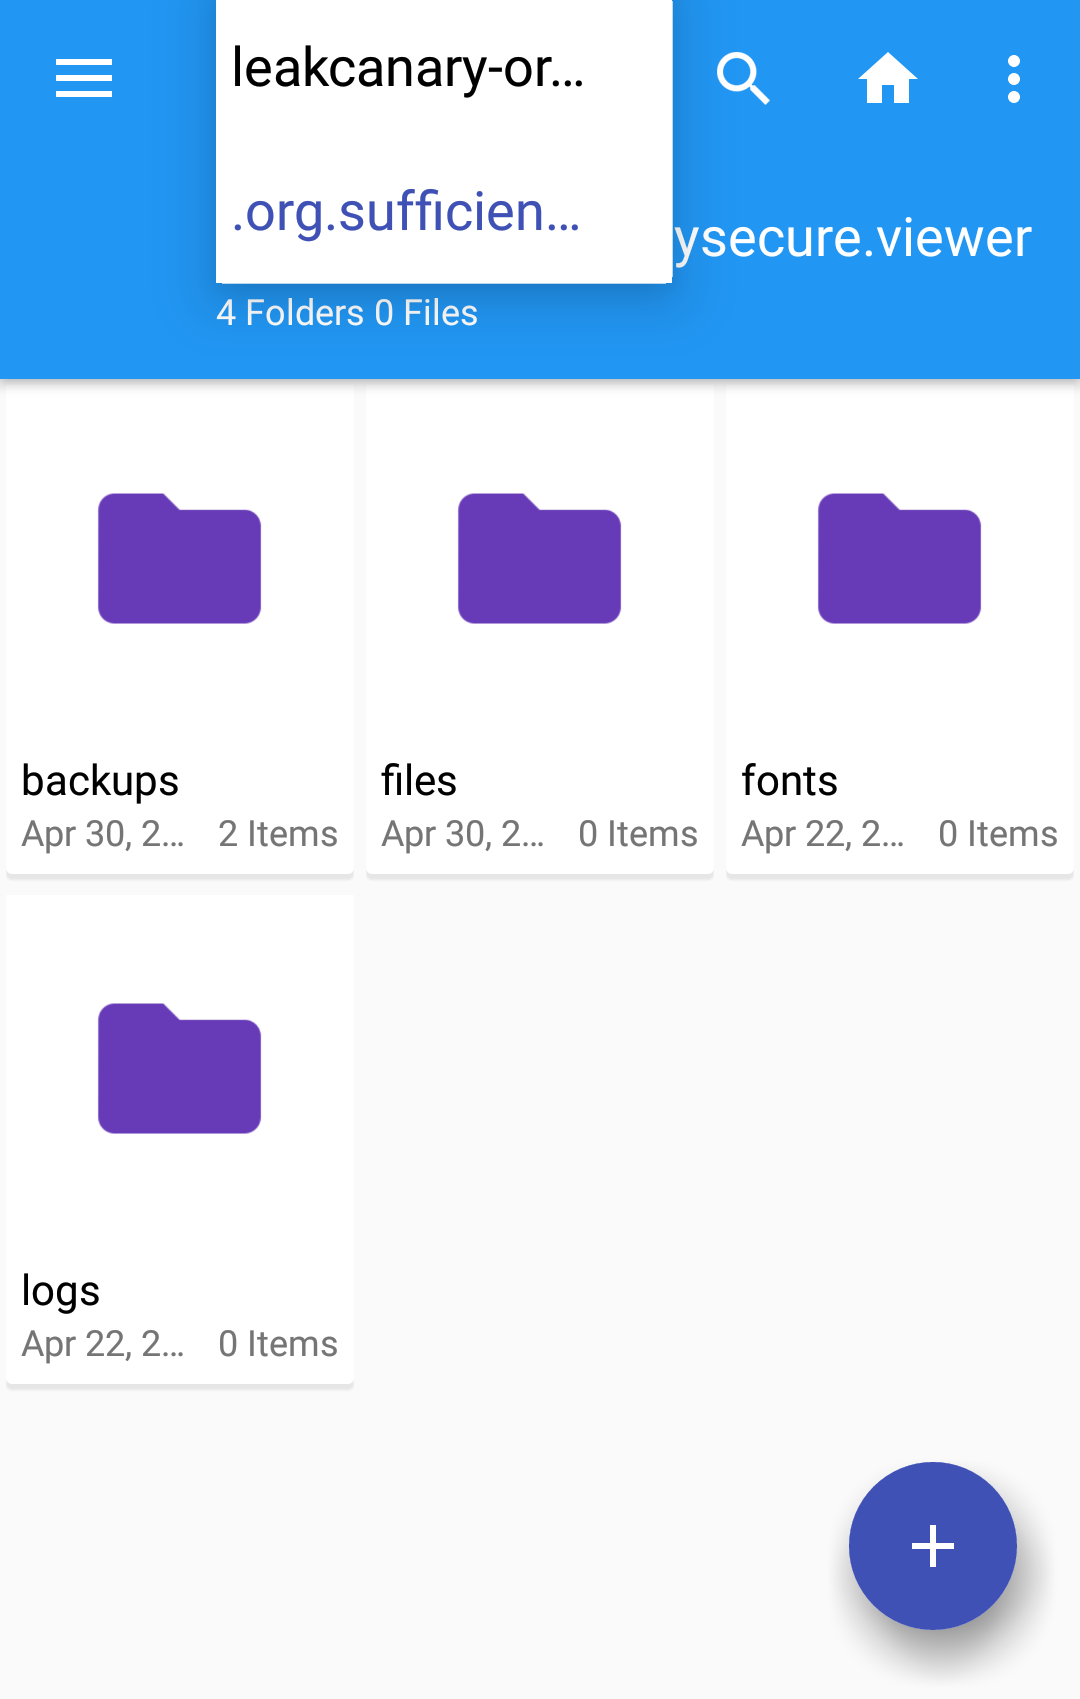 leakcanary-or...
.org.sufficien...
ysecure.viewer
4 Folders 0 Files
backups
Apr 30, 2... 2 Items
files
Apr 30, 2... 0 Items
fonts
Apr 22, 2... 0 Items
logs
Apr 22, 2... 0 Items